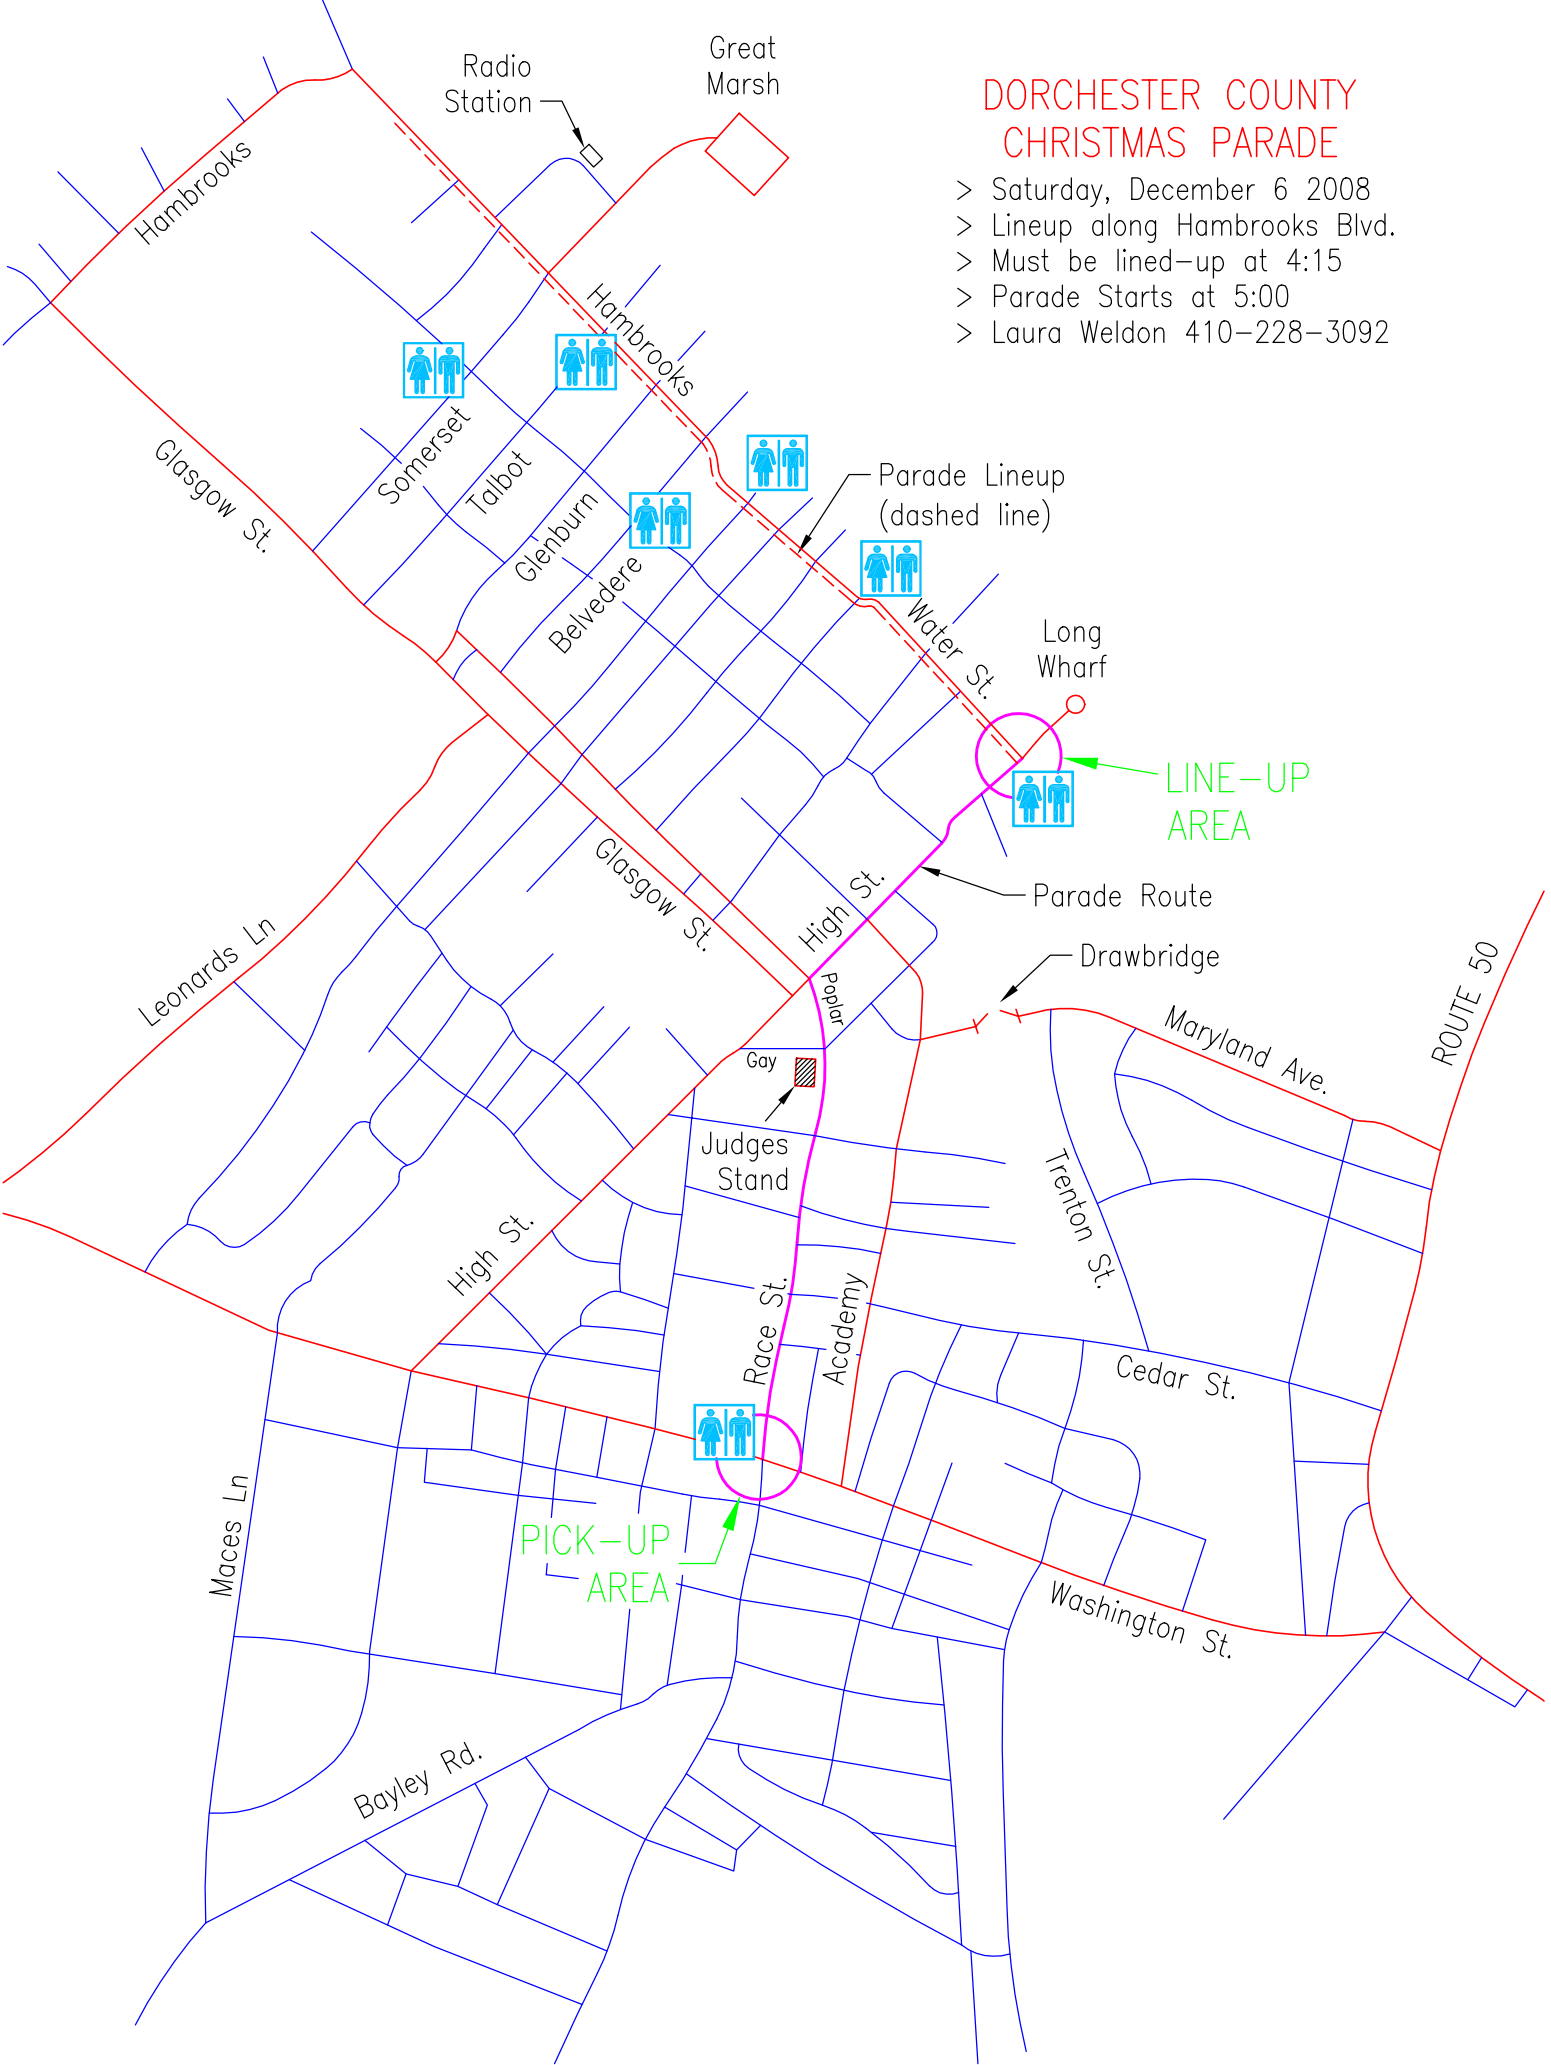 Radio
Station
Great
Marsh
DORCHESTER COUNTY
CHRISTMAS PARADE
> Saturday, December 6 2008
> Lineup along Hambrooks Blvd.
> Must be lined-up at 4:15
> Parade Starts at 5:00
> Laura Weldon 410-228-3092
Hambrooks
Hambrooks
Glasgow St.
Somerset
Talbot
Glenburn
Belvedere
Parade Lineup
(dashed line)
Water St.
Long
Wharf
LINE-UP
AREA
Glasgow St.
High St.
Parade Route
Leonards Ln
Poplar
Drawbridge
ROUTE 50
Maryland Ave.
Gay
Judges
Stand
Trenton St.
High St.
Race St.
Academy
Cedar St.
Maces Ln
PICK-UP
AREA
Washington St.
Bayley Rd.